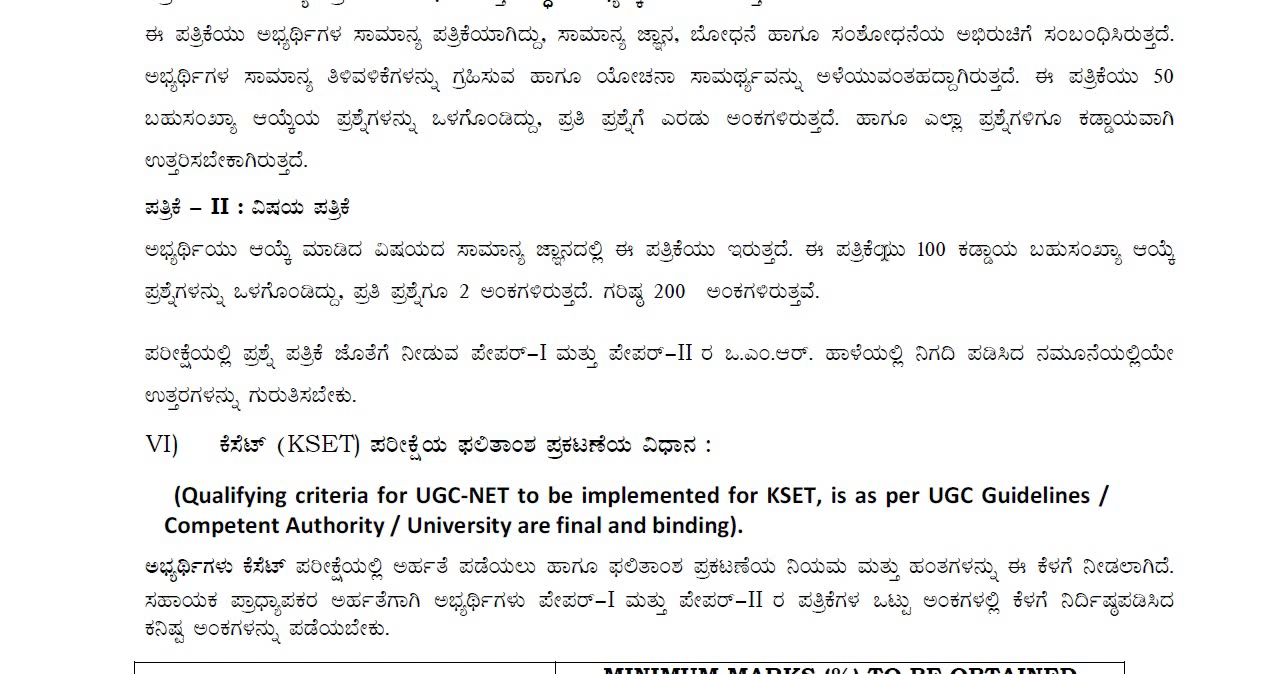 ಈ ಪತ್ರಿಕೆಯು ಅಭ್ಯರ್ಥಿಗಳ ಸಾಮಾನ್ಯ ಪತ್ರಿಕೆಯಾಗಿದ್ದು, ಸಾಮಾನ್ಯ ಜ್ಞಾನ, ಬೋಧನೆ ಹಾಗೂ ಸಂಶೋಧನೆಯ ಅಭಿರುಚಿಗೆ ಸಂಬಂಧಿಸಿರುತ್ತದೆ.
ಅಭ್ಯರ್ಥಿಗಳ ಸಾಮಾನ್ಯ ತಿಳಿವಳಿಕೆಗಳನ್ನು ಗ್ರಹಿಸುವ ಹಾಗೂ ಯೋಚನಾ ಸಾಮರ್ಥ್ಯವನ್ನು ಅಳೆಯುವಂತಹದ್ದಾಗಿರುತ್ತದೆ. ಈ ಪತ್ರಿಕೆಯು 50
ಬಹುಸಂಖ್ಯಾ ಆಯ್ಕೆಯ ಪ್ರಶ್ನೆಗಳನ್ನು ಒಳಗೊಂಡಿದ್ದು, ಪ್ರತಿ ಪ್ರಶ್ನೆಗೆ ಎರಡು ಅಂಕಗಳಿರುತ್ತದೆ. ಹಾಗೂ ಎಲ್ಲಾ ಪ್ರಶ್ನೆಗಳಿಗೂ ಕಡ್ಡಾಯವಾಗಿ
ಉತ್ತರಿಸಬೇಕಾಗಿರುತ್ತದೆ.
ಪತ್ರಿಕೆ – II : ವಿಷಯ ಪತ್ರಿಕೆ
ಅಭ್ಯರ್ಥಿಯು ಆಯ್ಕೆ ಮಾಡಿದ ವಿಷಯದ ಸಾಮಾನ್ಯ ಜ್ಞಾನದಲ್ಲಿ ಈ ಪತ್ರಿಕೆಯು ಇರುತ್ತದೆ. ಈ ಪತ್ರಿಕೆಯು 100 ಕಡ್ಡಾಯ ಬಹುಸಂಖ್ಯಾ ಆಯ್ಕೆ
ಪ್ರಶ್ನೆಗಳನ್ನು ಒಳಗೊಂಡಿದ್ದು, ಪ್ರತಿ ಪ್ರಶ್ನೆಗೂ 2 ಅಂಕಗಳಿರುತ್ತದೆ. ಗರಿಷ್ಠ 200 ಅಂಕಗಳಿರುತ್ತವೆ.
ಪರೀಕ್ಷೆಯಲ್ಲಿ ಪ್ರಶ್ನೆ ಪತ್ರಿಕೆ ಜೊತೆಗೆ ನೀಡುವ ಪೇಪರ್–I ಮತ್ತು ಪೇಪರ್–II ರ ಒ.ಎಂ.ಆರ್. ಹಾಳೆಯಲ್ಲಿ ನಿಗದಿ ಪಡಿಸಿದ ನಮೂನೆಯಲ್ಲಿಯೇ
ಉತ್ತರಗಳನ್ನು ಗುರುತಿಸಬೇಕು.
VI) ಕೆಸೆಟ್ (KSET) ಪರೀಕ್ಷೆಯ ಫಲಿತಾಂಶ ಪ್ರಕಟಣೆಯ ವಿಧಾನ :
(Qualifying criteria for UGC-NET to be implemented for KSET, is as per UGC Guidelines /
Competent Authority / University are final and binding).
ಅಭ್ಯರ್ಥಿಗಳು ಕೆಸೆಟ್ ಪರೀಕ್ಷೆಯಲ್ಲಿ ಅರ್ಹತೆ ಪಡೆಯಲು ಹಾಗೂ ಫಲಿತಾಂಶ ಪ್ರಕಟಣೆಯ ನಿಯಮ ಮತ್ತು ಹಂತಗಳನ್ನು ಈ ಕೆಳಗೆ ನೀಡಲಾಗಿದೆ.
ಸಹಾಯಕ ಪ್ರಾಧ್ಯಾಪಕರ ಅರ್ಹತೆಗಾಗಿ ಅಭ್ಯರ್ಥಿಗಳು ಪೇಪರ್–I ಮತ್ತು ಪೇಪರ್–II ರ ಪತ್ರಿಕೆಗಳ ಒಟ್ಟು ಅಂಕಗಳಲ್ಲಿ ಕೆಳಗೆ ನಿರ್ದಿಷ್ಠಪಡಿಸಿದ
ಕನಿಷ್ಟ ಅಂಕಗಳನ್ನು ಪಡೆಯಬೇಕು.
MINIMUM MARKS (%) TO BE OBTAINED